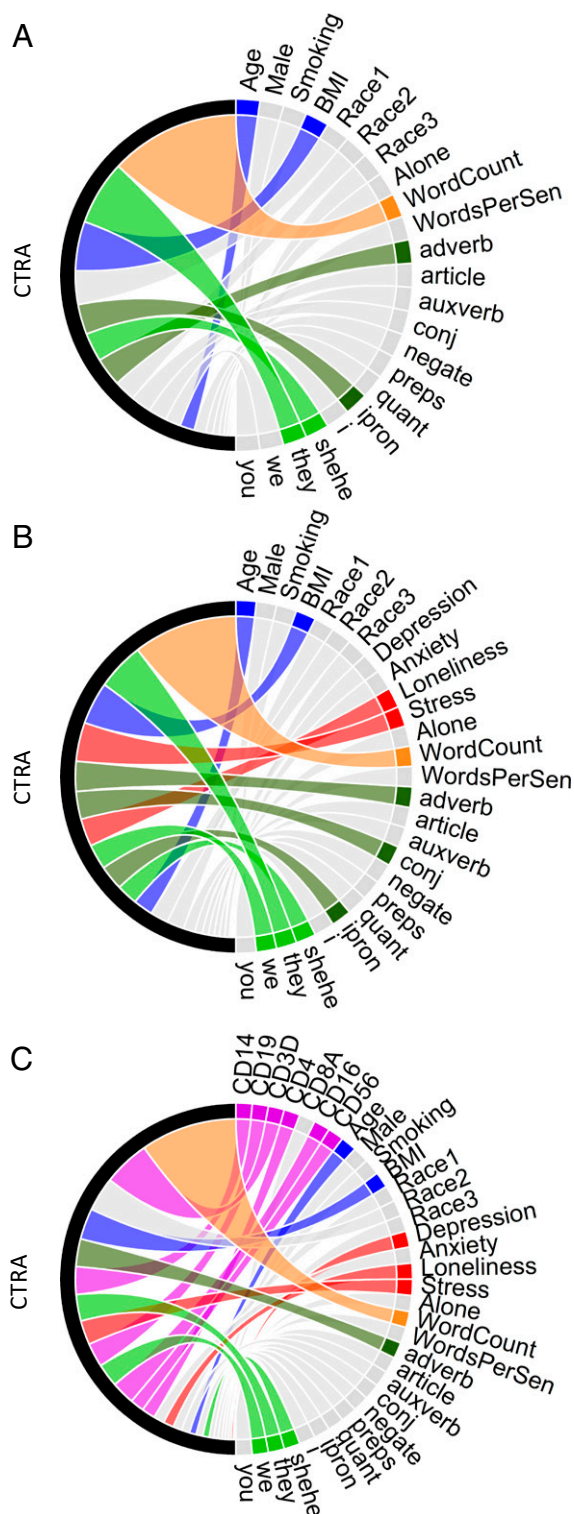 A
CTRA
Age
Male
Smoking
BMI
Race1
Race2
Race3
Alone
WordCount
WordsPerSen
adverb
article
auxverb
conj
negate
preps
quant
ipron
i
shehe
they
we
you
B
CTRA
Age
Male
Smoking
BMI
Race1
Race2
Race3
Depression
Anxiety
Loneliness
Stress
Alone
WordCount
WordsPerSen
adverb
article
auxverb
conj
negate
preps
quant
ipron
i
shehe
they
we
you
C
CTRA
CD14
CD19
CD3D
CD4
CD8A
CD16
CD56
Age
Male
Smoking
BMI
Race1
Race2
Race3
Depression
Anxiety
Loneliness
Stress
Alone
WordCount
WordsPerSen
adverb
article
auxverb
conj
negate
preps
quant
ipron
i
shehe
they
we
you